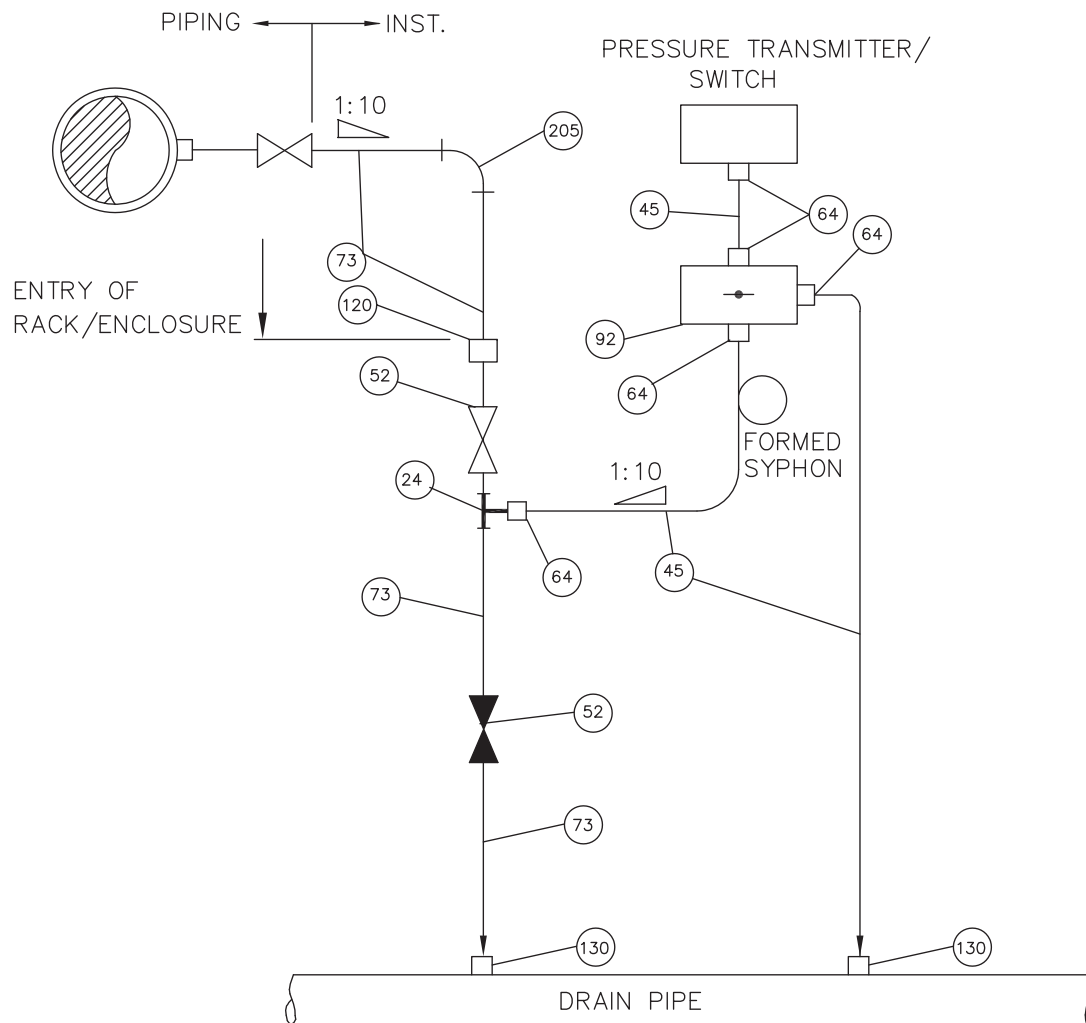 PIPING INST.
PRESSURE TRANSMITTER/
SWITCH
1:10
205
45
64
64
73
ENTRY OF
RACK/ENCLOSURE
120
92
52
64
FORMED
SYPHON
24
1:10
64
45
73
52
73
130
130
DRAIN PIPE